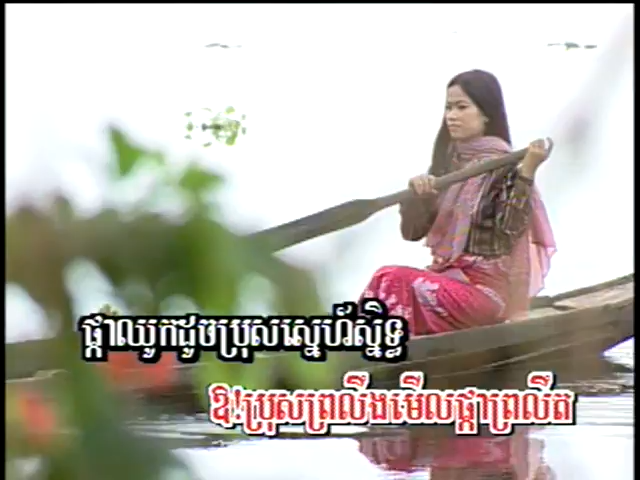 ផ្កាឈូកដូចប្រុសស្នេហ៍ស្និទ្ធ
ឱ!ប្រុសព្រលឹងមើលផ្កាព្រលឹត